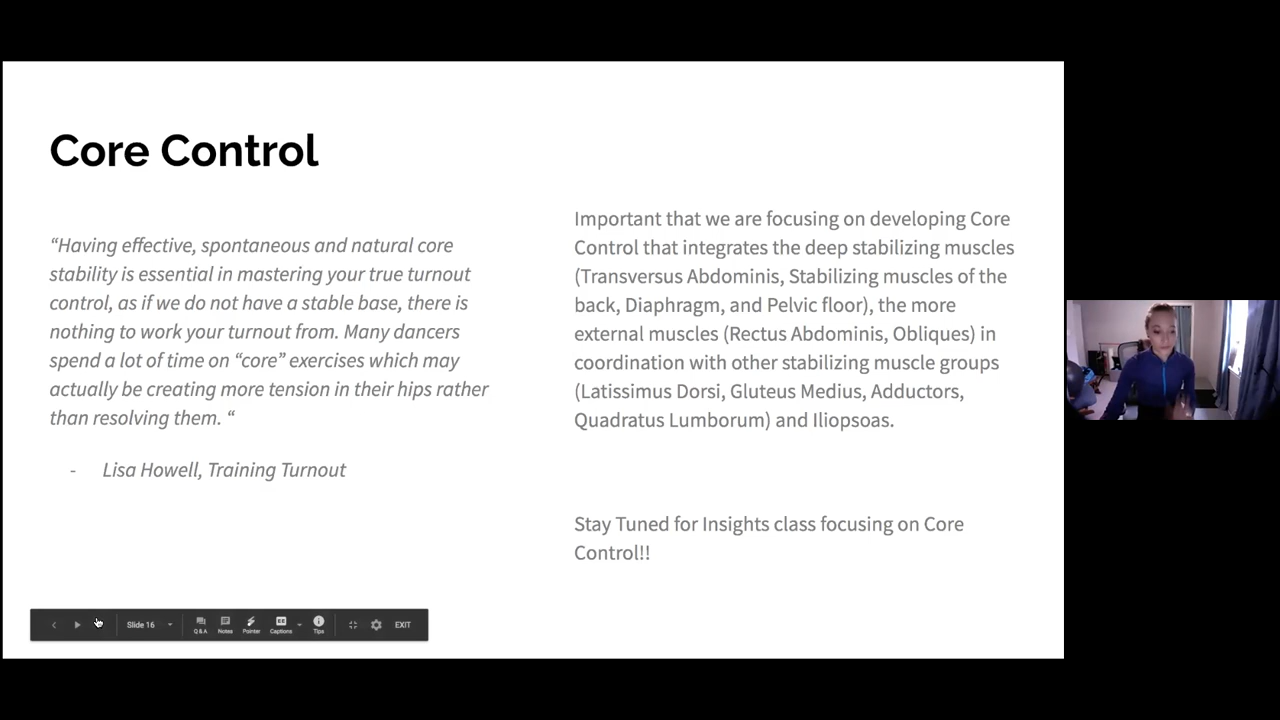 Core Control
“Having effective, spontaneous and natural core
stability is essential in mastering your true turnout
control, as if we do not have a stable base, there is
nothing to work your turnout from. Many dancers
spend a lot of time on “core” exercises which may
actually be creating more tension in their hips rather
than resolving them. “
- Lisa Howell, Training Turnout
Important that we are focusing on developing Core
Control that integrates the deep stabilizing muscles
(Transversus Abdominis, Stabilizing muscles of the
back, Diaphragm, and Pelvic floor), the more
external muscles (Rectus Abdominis, Obliques) in
coordination with other stabilizing muscle groups
(Latissimus Dorsi, Gluteus Medius, Adductors,
Quadratus Lumborum) and Iliopsoas.
Stay Tuned for Insights class focusing on Core
Control!!
Slide 16 Q & A Notes Pointer Captions Tips EXIT